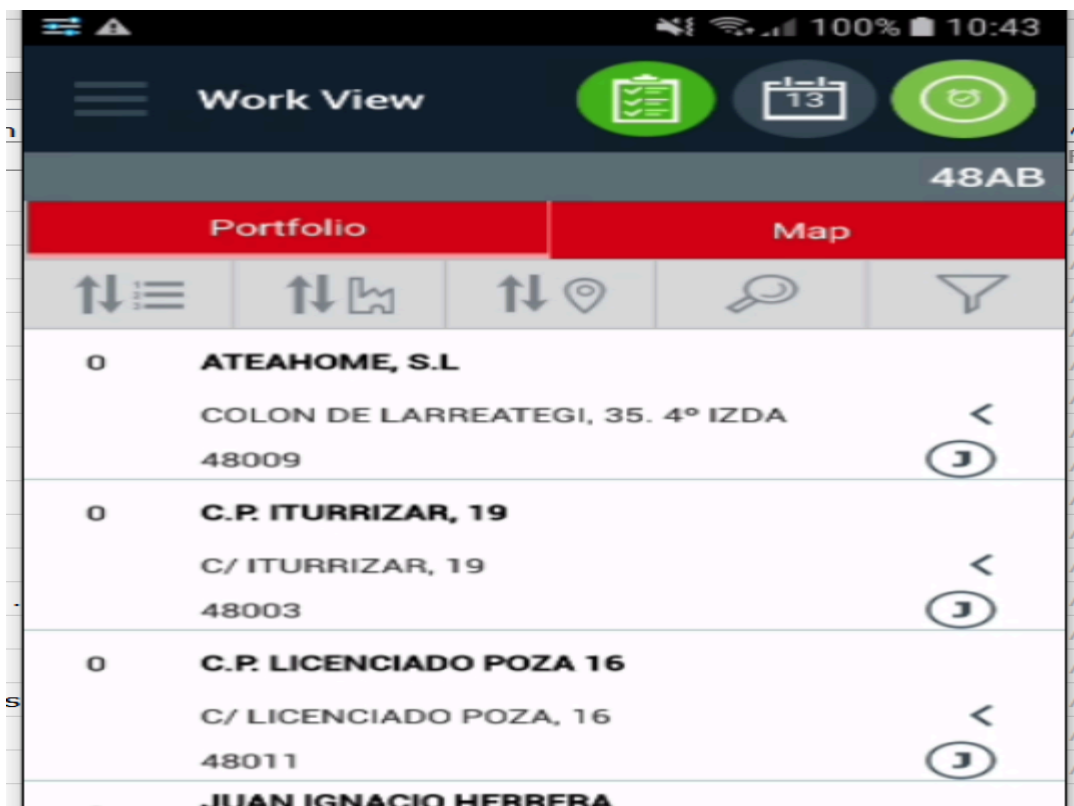 100% 10:43
Work View
13
48AB
Portfolio Map
0 ATEAHOME, S.L
COLON DE LARREATEGI, 35. 4º IZDA
<
48009
J
0 C.P. ITURRIZAR, 19
C/ ITURRIZAR, 19
<
48003
J
0 C.P. LICENCIADO POZA 16
C/ LICENCIADO POZA, 16
<
48011
J
JUAN IGNACIO HERRERA